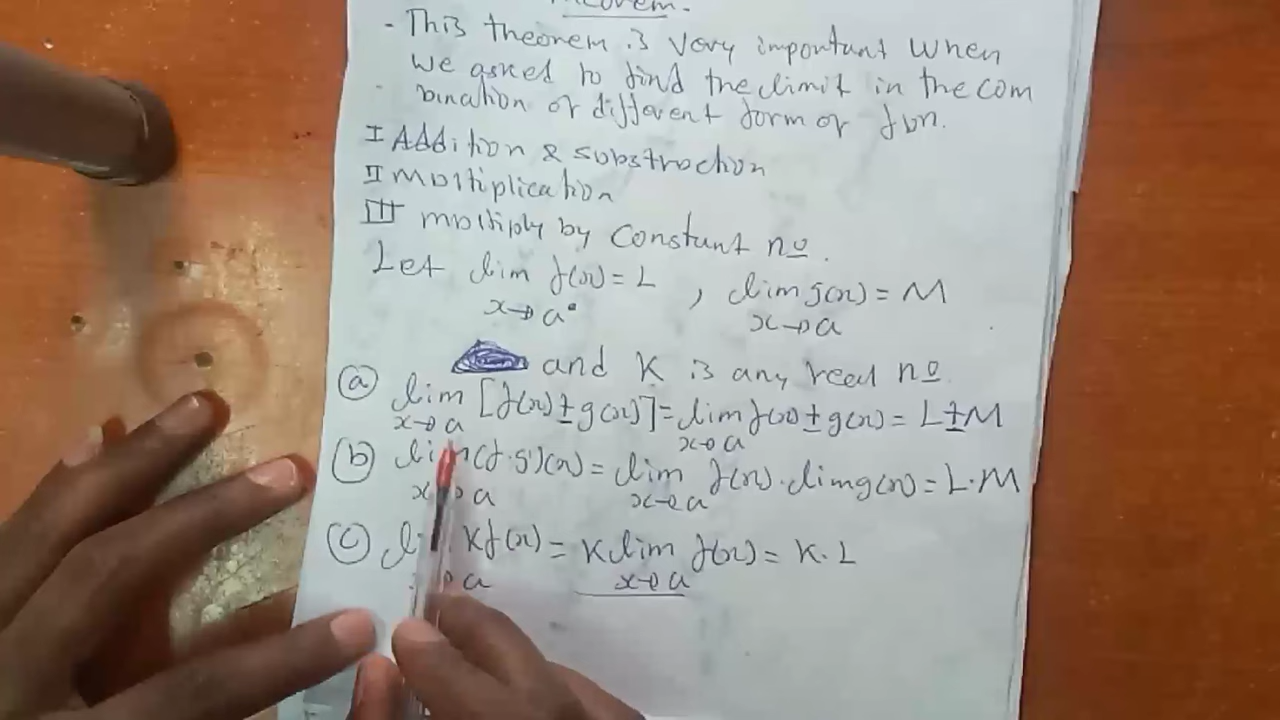 Theorem.
- This theorem is very important when
we asked to find the limit in the com
bination of different form of fun.
I Addition & substraction
II multiplication
III multiply by constant no.
Let lim f(x) = L , lim g(x) = M
x→a x→a
and K is any real no
(a) lim [f(x) ± g(x)] = lim f(x) ± g(x) = L ± M
x→a x→a
(b) lim (f·g)(x) = lim f(x) · lim g(x) = L·M
x→a x→a
(c) Kf(x) = K lim f(x) = K·L
a x→a